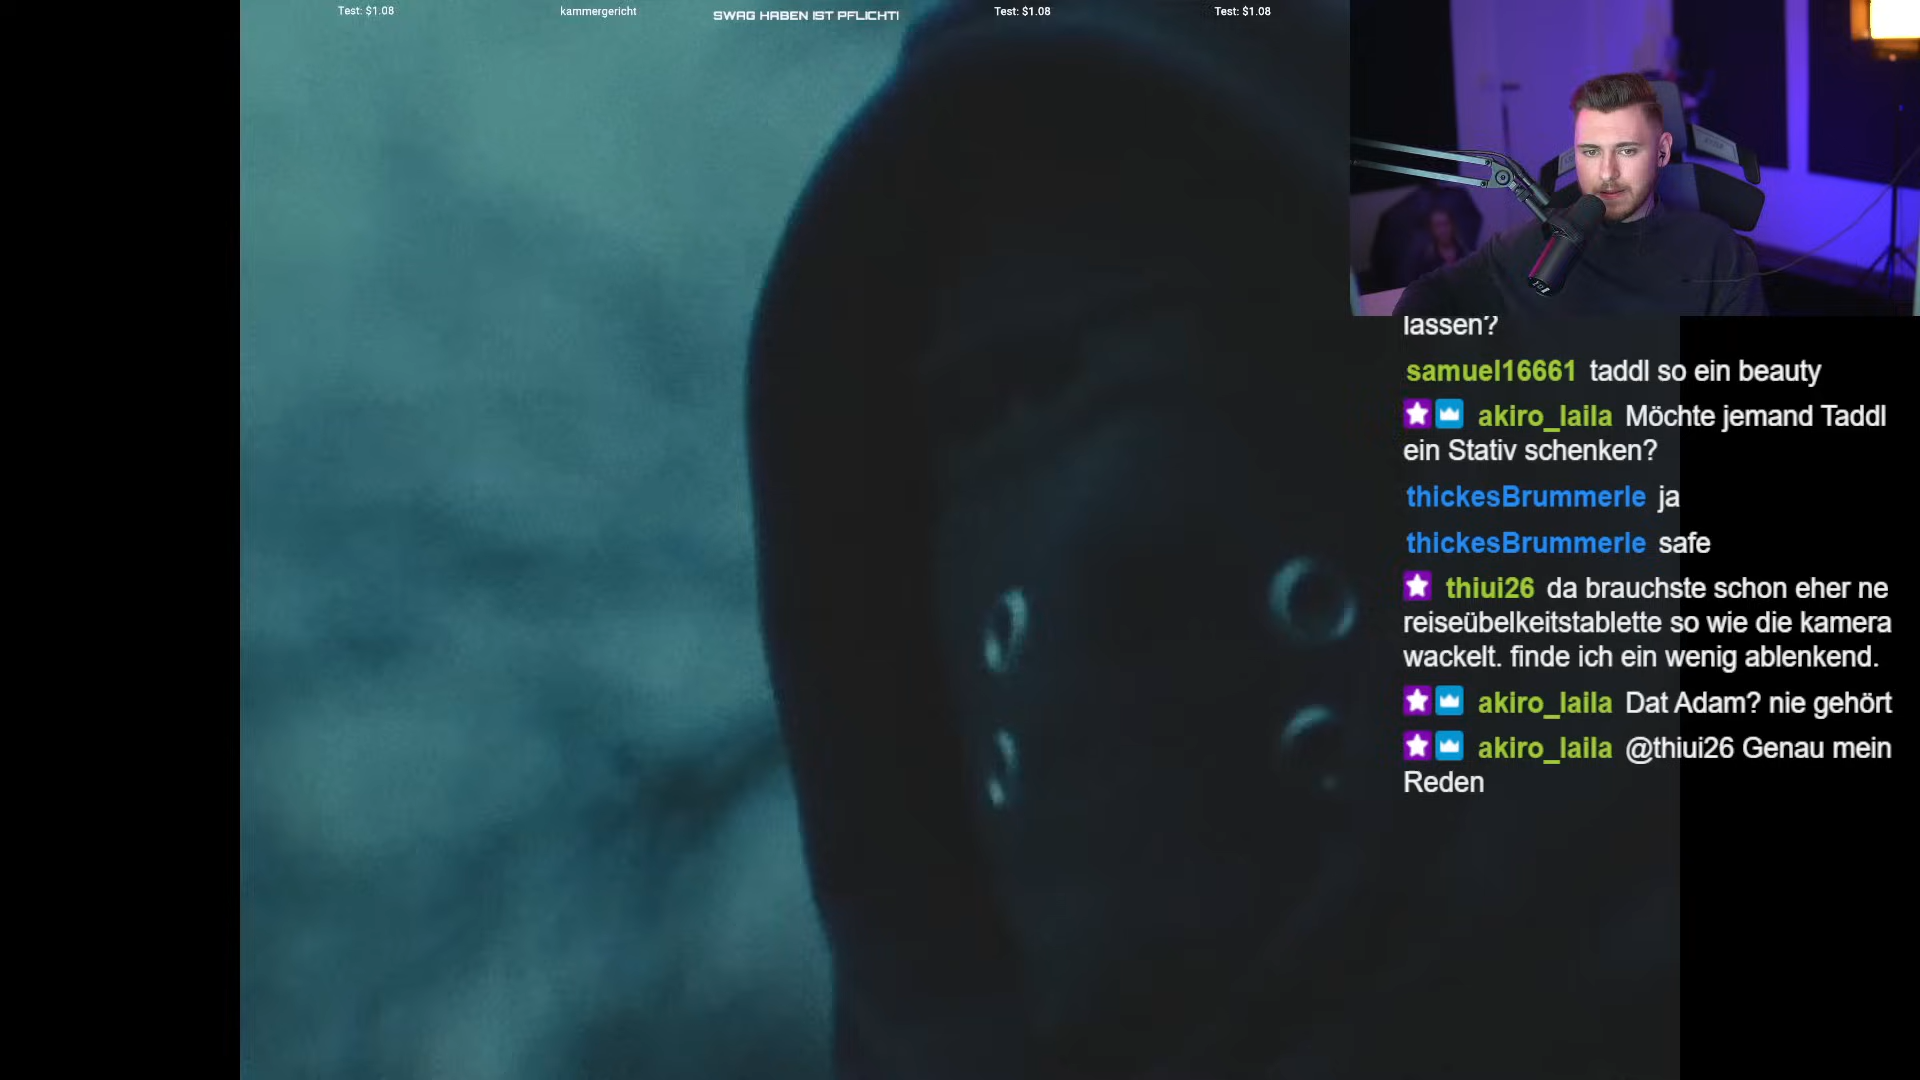 Test: $1.08
kammergericht
SWAG HABEN IST PFLICHT!
Test: $1.08
Test: $1.08
lassen?
samuel16661 taddl so ein beauty
akiro_laila Möchte jemand Taddl
ein Stativ schenken?
thickesBrummerle ja
thickesBrummerle safe
thiui26 da brauchste schon eher ne
reiseübelkeitstablette so wie die kamera
wackelt. finde ich ein wenig ablenkend.
akiro_laila Dat Adam? nie gehört
akiro_laila @thiui26 Genau mein
Reden